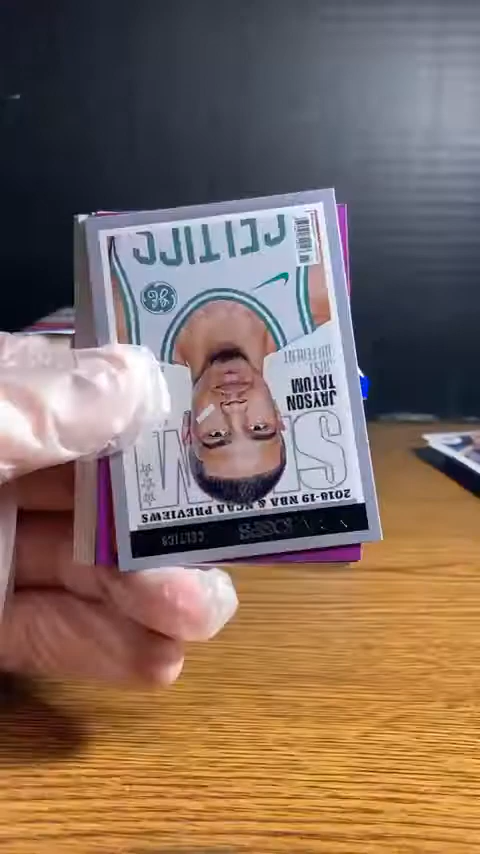 CELTICS
2018-19 NBA & NCAA PREVIEWS
SLAM
JAYSON
TATUM
JUST
DIFFERENT
CELTICS